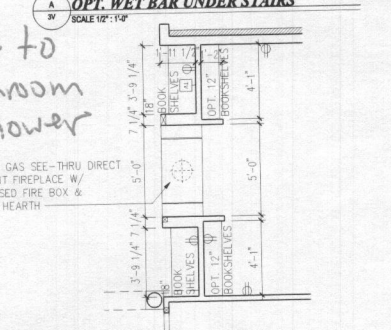 A
3V
OPT. WET BAR UNDER STAIRS
SCALE 1/2" : 1'-0"
to
room
ower
1'-11 1/2"
1'-2"
3'-9 1/4"
18"
BOOK
SHELVES
OPT. 12"
BOOKSHELVES
4'-1"
7 1/4"
GAS SEE-THRU DIRECT
T FIREPLACE W/
SED FIRE BOX &
HEARTH
5'-0"
5'-0"
7 1/4"
3'-9 1/4"
18"
BOOK
SHELVES
OPT. 12"
BOOKSHELVES
4'-1"